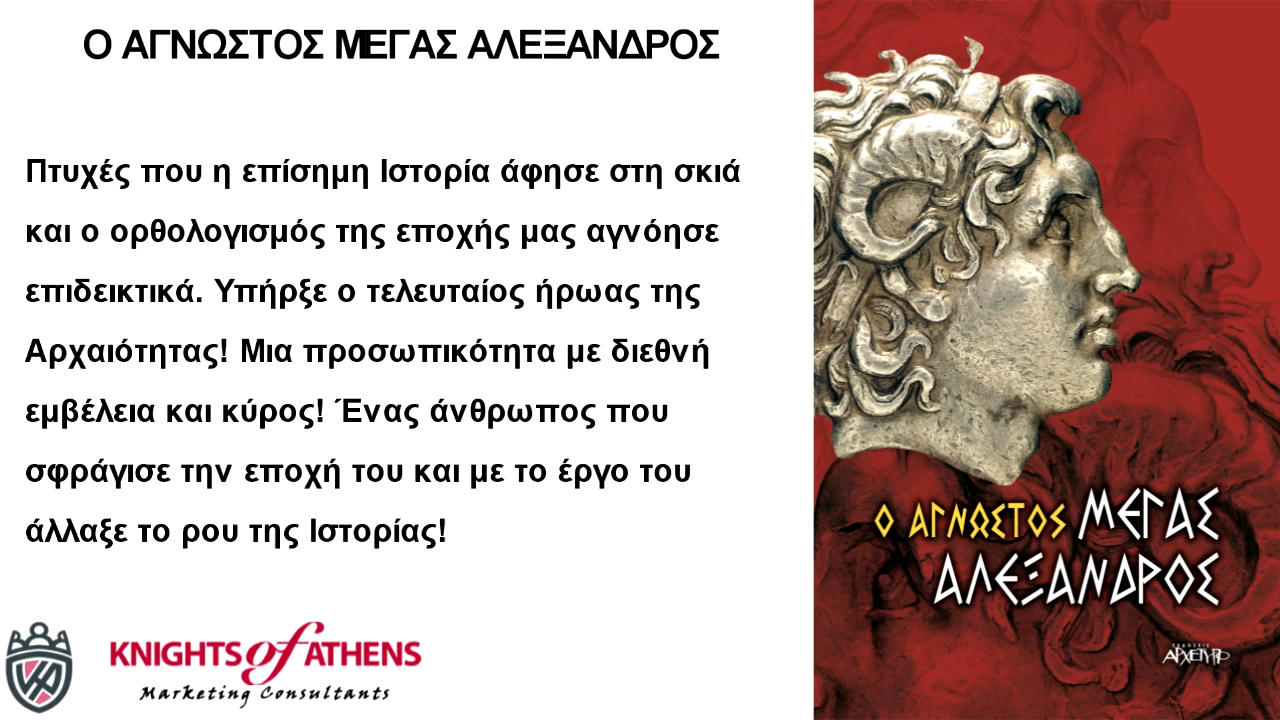 Ο ΑΓΝΩΣΤΟΣ ΜΕΓΑΣ ΑΛΕΞΑΝΔΡΟΣ
Πτυχές που η επίσημη Ιστορία άφησε στη σκιά
και ο ορθολογισμός της εποχής μας αγνόησε
επιδεικτικά. Υπήρξε ο τελευταίος ήρωας της
Αρχαιότητας! Μια προσωπικότητα με διεθνή
εμβέλεια και κύρος! Ένας άνθρωπος που
σφράγισε την εποχή του και με το έργο του
άλλαξε το ρου της Ιστορίας!
KNIGHTS of ATHENS
Marketing Consultants
Ο ΑΓΝΩΣΤΟΣ ΜΕΓΑΣ
ΑΛΕΞΑΝΔΡΟΣ
ΕΚΔΟΣΕΙΣ
ΑΡΧΕΤΥΠΟ